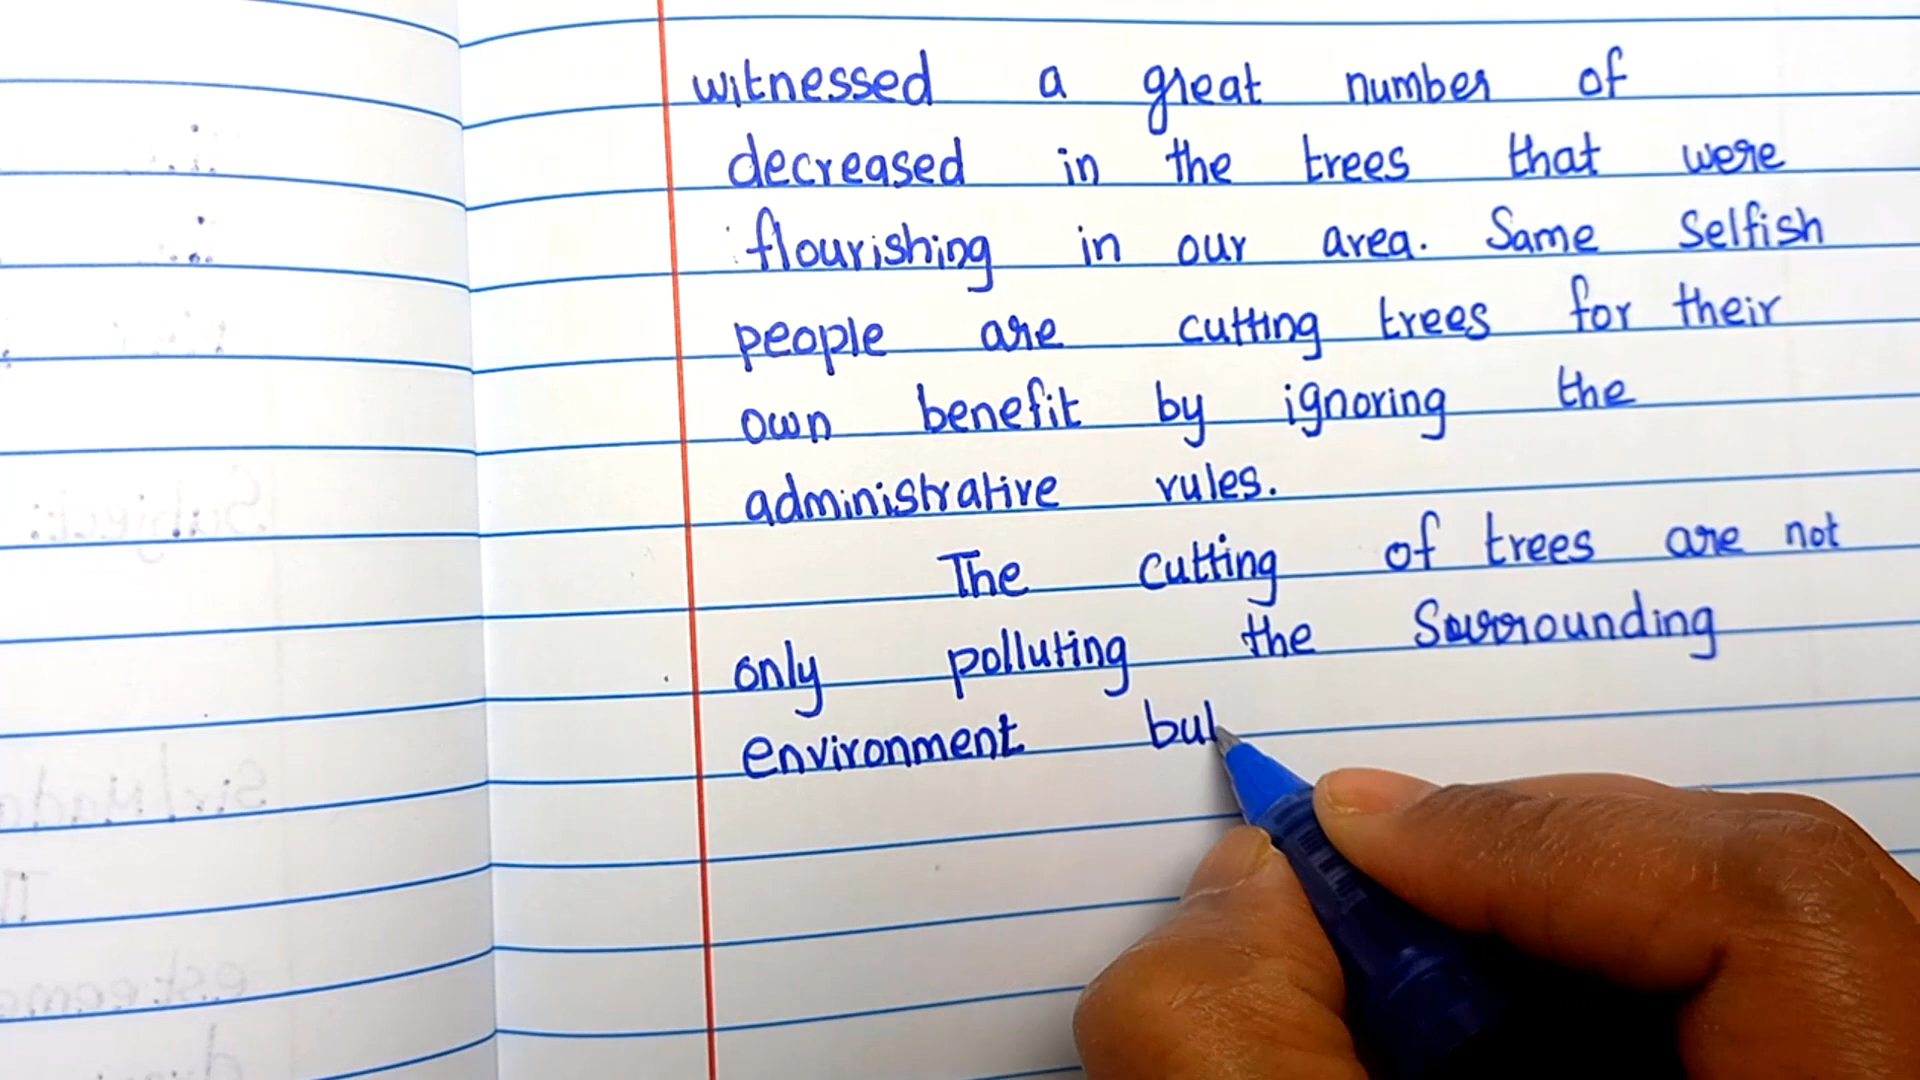 witnessed a great number of
decreased in the trees that were
flourishing in our area. Same Selfish
people are cutting trees for their
own benefit by ignoring the
administrative rules.
The cutting of trees are not
only polluting the Surrounding
environment but